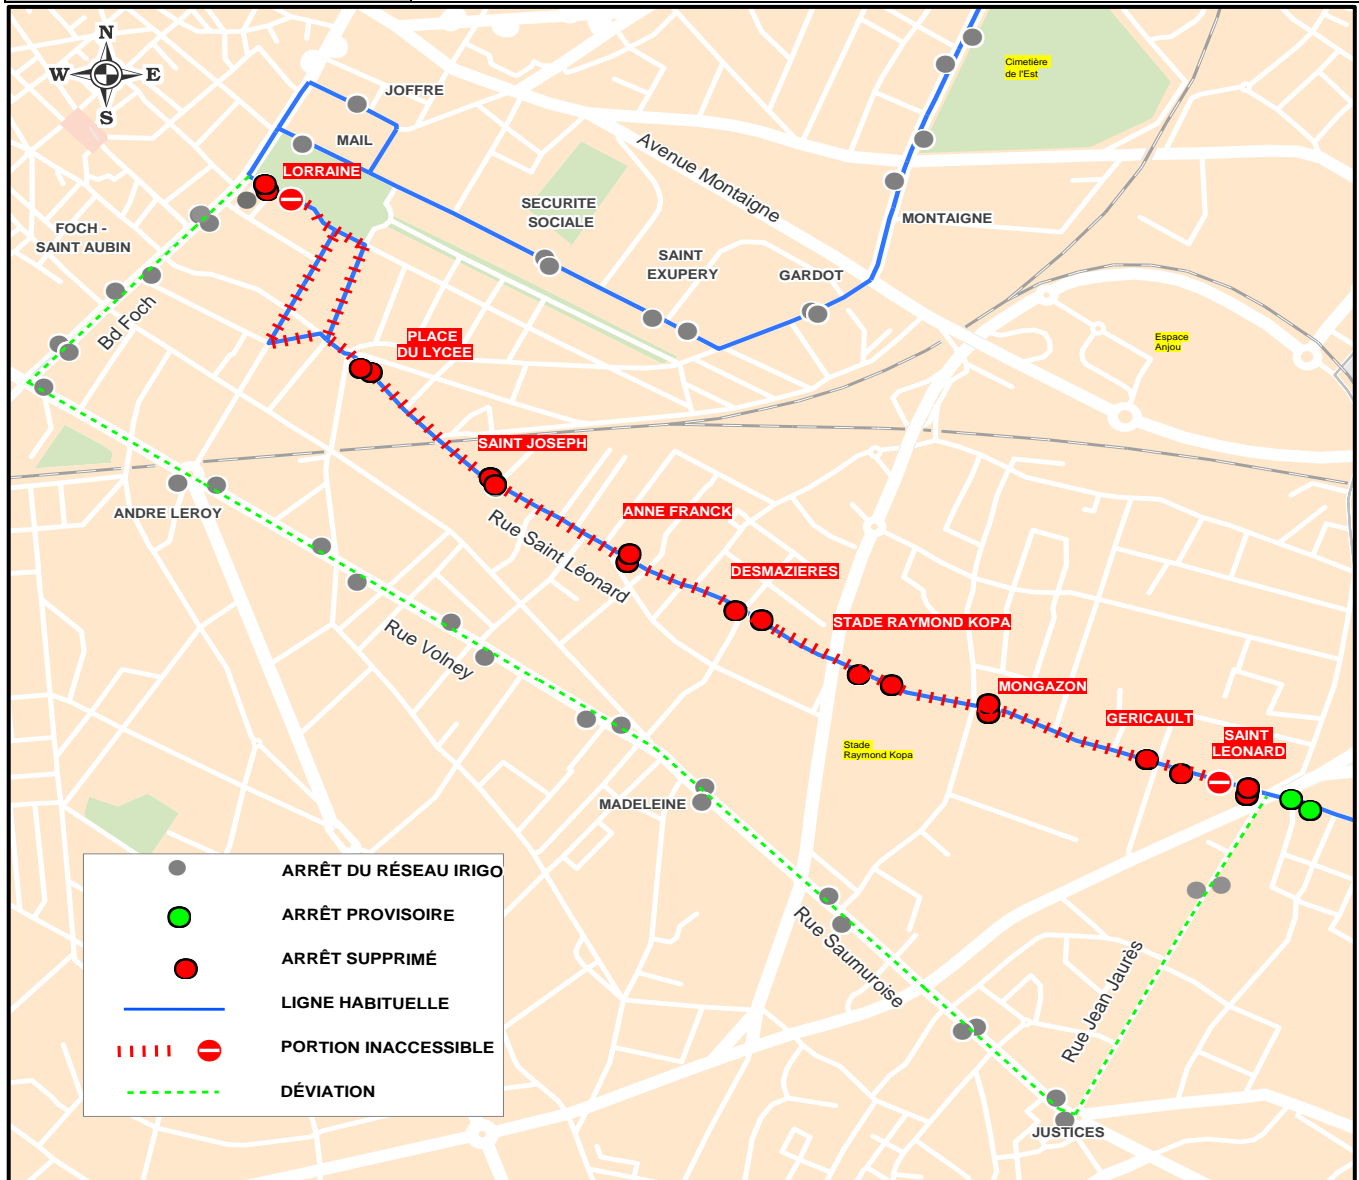 N
W
E
S
Cimetière
de l'Est
JOFFRE
MAIL
Avenue Montaigne
LORRAINE
SECURITE
SOCIALE
MONTAIGNE
FOCH -
SAINT AUBIN
SAINT
EXUPERY
GARDOT
Bd Foch
PLACE
DU LYCEE
Espace
Anjou
SAINT JOSEPH
ANDRE LEROY
ANNE FRANCK
Rue Saint Léonard
DESMAZIERES
STADE RAYMOND KOPA
Rue Volney
MONGAZON
GERICAULT
SAINT
LEONARD
Stade
Raymond Kopa
MADELEINE
Rue Saumuroise
Rue Jean Jaurès
JUSTICES
ARRÊT DU RÉSEAU IRIGO
ARRÊT PROVISOIRE
ARRÊT SUPPRIMÉ
LIGNE HABITUELLE
PORTION INACCESSIBLE
DÉVIATION